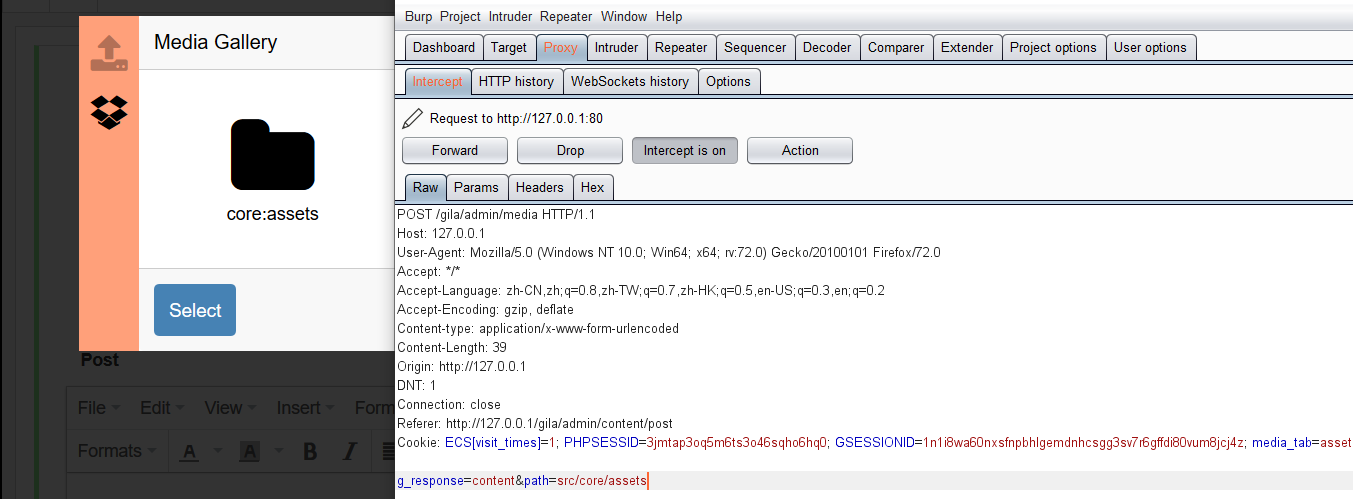 Media Gallery
core:assets
Select
Post
File Edit View Insert Form
Formats A A B I
Burp Project Intruder Repeater Window Help
Dashboard Target Proxy Intruder Repeater Sequencer Decoder Comparer Extender Project options User options
Intercept HTTP history WebSockets history Options
Request to http://127.0.0.1:80
Forward Drop Intercept is on Action
Raw Params Headers Hex
POST /gila/admin/media HTTP/1.1
Host: 127.0.0.1
User-Agent: Mozilla/5.0 (Windows NT 10.0; Win64; x64; rv:72.0) Gecko/20100101 Firefox/72.0
Accept: */*
Accept-Language: zh-CN,zh;q=0.8,zh-TW;q=0.7,zh-HK;q=0.5,en-US;q=0.3,en;q=0.2
Accept-Encoding: gzip, deflate
Content-type: application/x-www-form-urlencoded
Content-Length: 39
Origin: http://127.0.0.1
DNT: 1
Connection: close
Referer: http://127.0.0.1/gila/admin/content/post
Cookie: ECS[visit_times]=1; PHPSESSID=3jmtap3oq5m6ts3o46sqho6hq0; GSESSIONID=1n1i8wa60nxsfnpbhlgemdnhcsgg3sv7r6gffdi80vum8jcj4z; media_tab=asset
g_response=content&path=src/core/assets